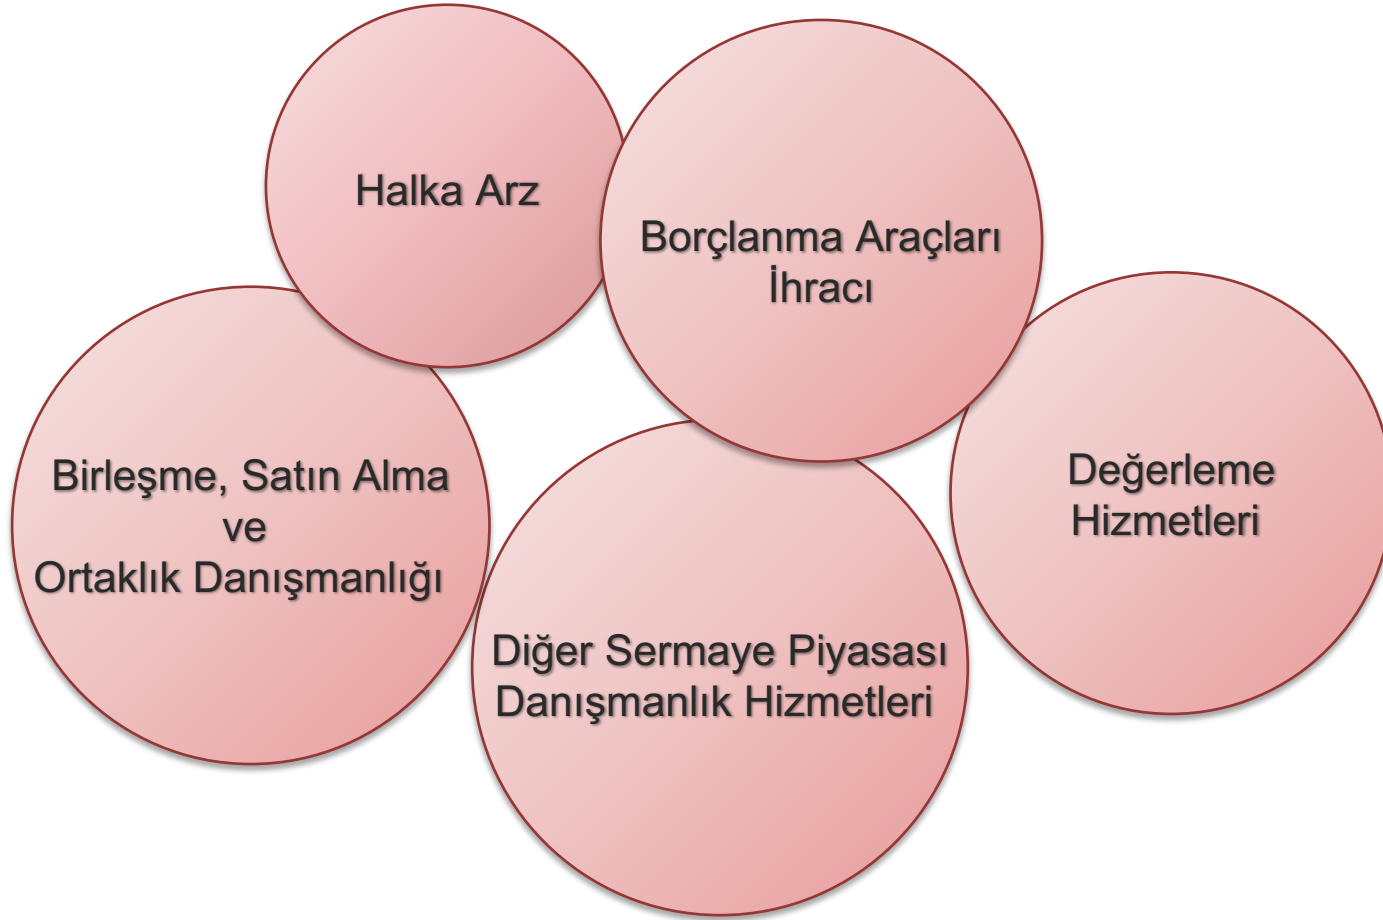 Halka Arz
Borçlanma Araçları
İhracı
Birleşme, Satın Alma
ve
Ortaklık Danışmanlığı
Değerleme
Hizmetleri
Diğer Sermaye Piyasası
Danışmanlık Hizmetleri